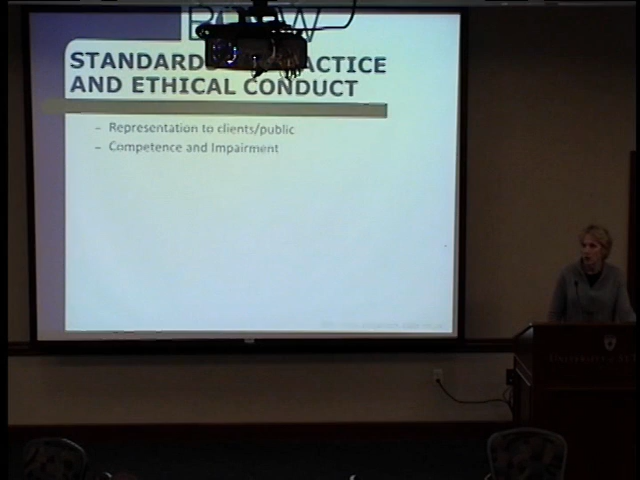 STANDARD ACTICE
AND ETHICAL CONDUCT
– Representation to clients/public
– Competence and Impairment